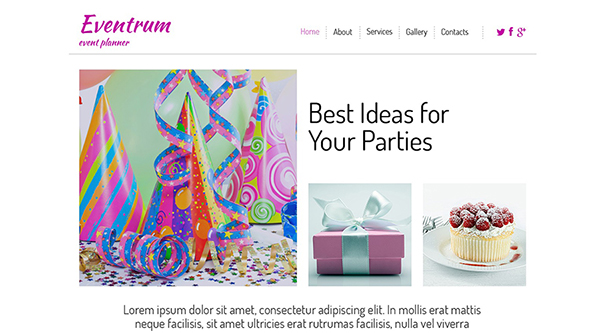 Eventrum
event planner
Home About Services Gallery Contacts
Best Ideas for
Your Parties
Lorem ipsum dolor sit amet, consectetur adipiscing elit. In mollis erat mattis
neque facilisis, sit amet ultricies erat rutrumas facilisis, nulla vel viverra